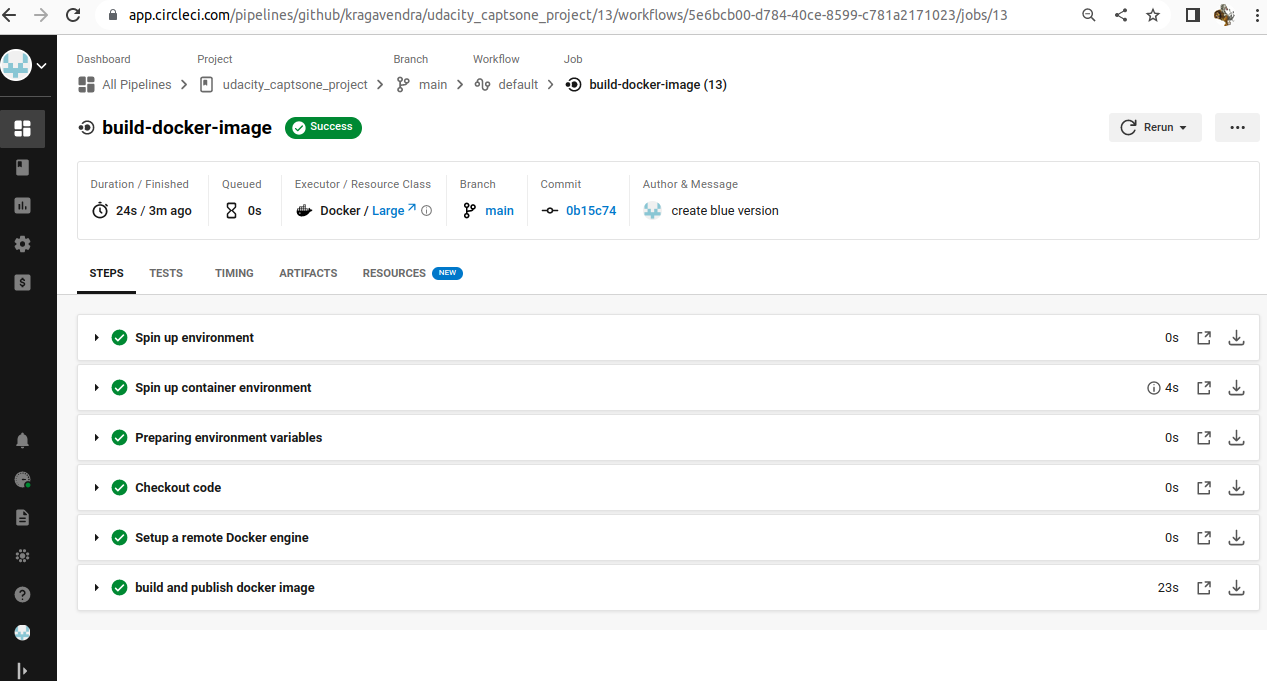 app.circleci.com/pipelines/github/kragavendra/udacity_captsone_project/13/workflows/5e6bcb00-d784-40ce-8599-c781a2171023/jobs/13
Dashboard Project Branch Workflow Job
All Pipelines udacity_captsone_project main default build-docker-image (13)
build-docker-image Success Rerun
Duration / Finished Queued Executor / Resource Class Branch Commit Author & Message
24s / 3m ago 0s Docker / Large main 0b15c74 create blue version
STEPS TESTS TIMING ARTIFACTS RESOURCES NEW
Spin up environment 0s
Spin up container environment 4s
Preparing environment variables 0s
Checkout code 0s
Setup a remote Docker engine 0s
build and publish docker image 23s